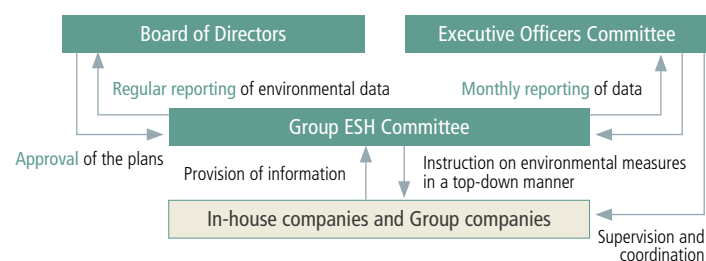 Board of Directors
Executive Officers Committee
Regular reporting of environmental data
Monthly reporting of data
Group ESH Committee
Approval of the plans
Provision of information
Instruction on environmental measures
in a top-down manner
In-house companies and Group companies
Supervision and
coordination